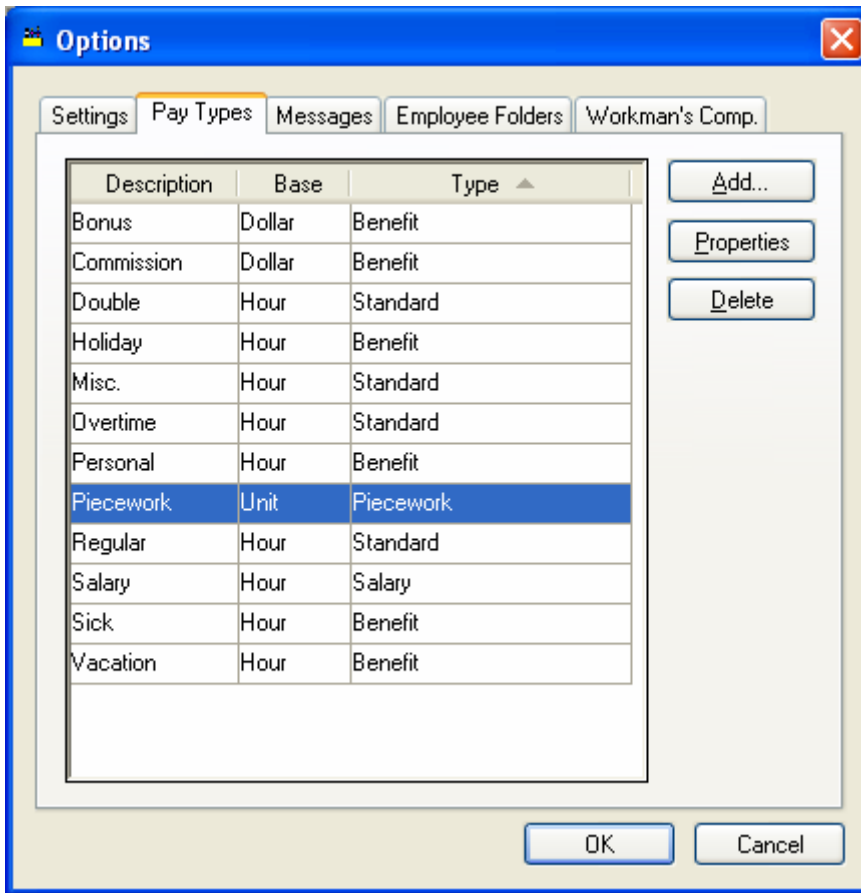 Options
Settings Pay Types Messages Employee Folders Workman's Comp.
Description Base Type
Bonus Dollar Benefit
Commission Dollar Benefit
Double Hour Standard
Holiday Hour Benefit
Misc. Hour Standard
Overtime Hour Standard
Personal Hour Benefit
Piecework Unit Piecework
Regular Hour Standard
Salary Hour Salary
Sick Hour Benefit
Vacation Hour Benefit
Add...
Properties
Delete
OK Cancel